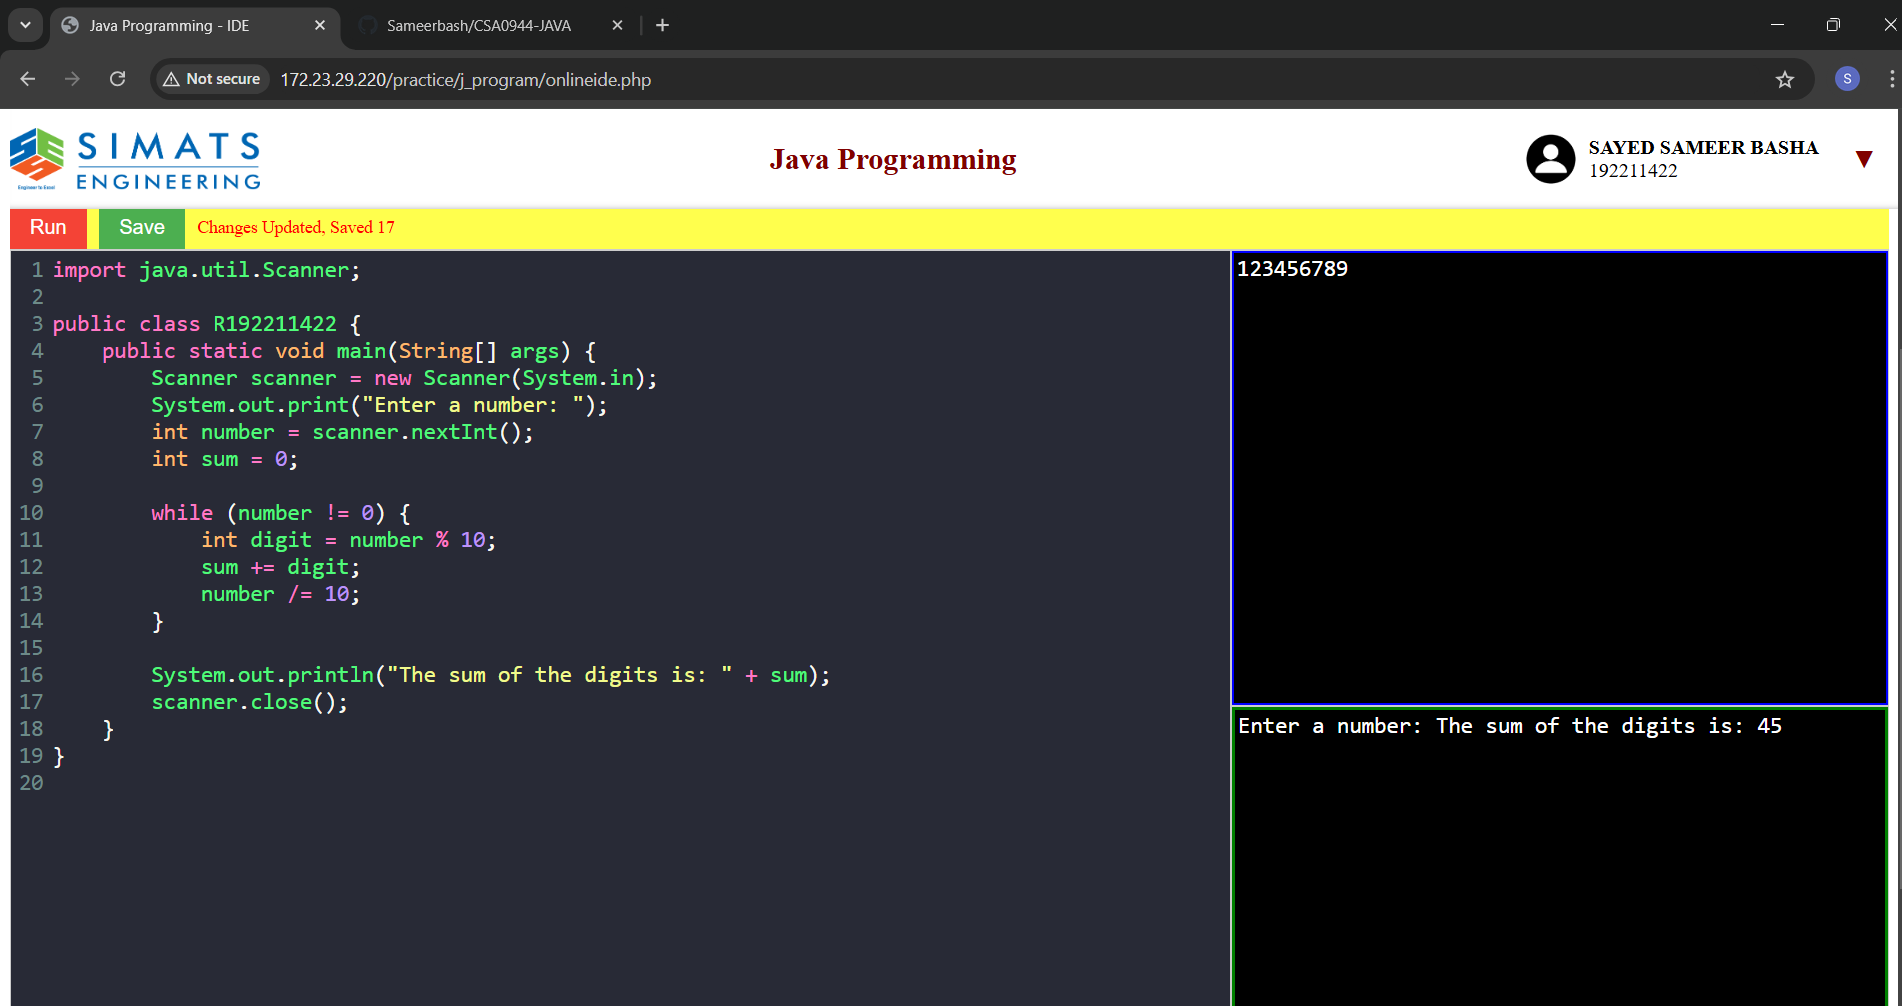 Java Programming - IDE
Sameerbash/CSA0944-JAVA
Not secure
172.23.29.220/practice/j_program/onlineide.php
S
SIMATS
ENGINEERING
Engineer to Excel
Java Programming
SAYED SAMEER BASHA
192211422
Run
Save
Changes Updated, Saved 17
1 import java.util.Scanner;
2
3 public class R192211422 {
4     public static void main(String[] args) {
5         Scanner scanner = new Scanner(System.in);
6         System.out.print("Enter a number: ");
7         int number = scanner.nextInt();
8         int sum = 0;
9
10         while (number != 0) {
11             int digit = number % 10;
12             sum += digit;
13             number /= 10;
14         }
15
16         System.out.println("The sum of the digits is: " + sum);
17         scanner.close();
18     }
19 }
20
123456789
Enter a number: The sum of the digits is: 45